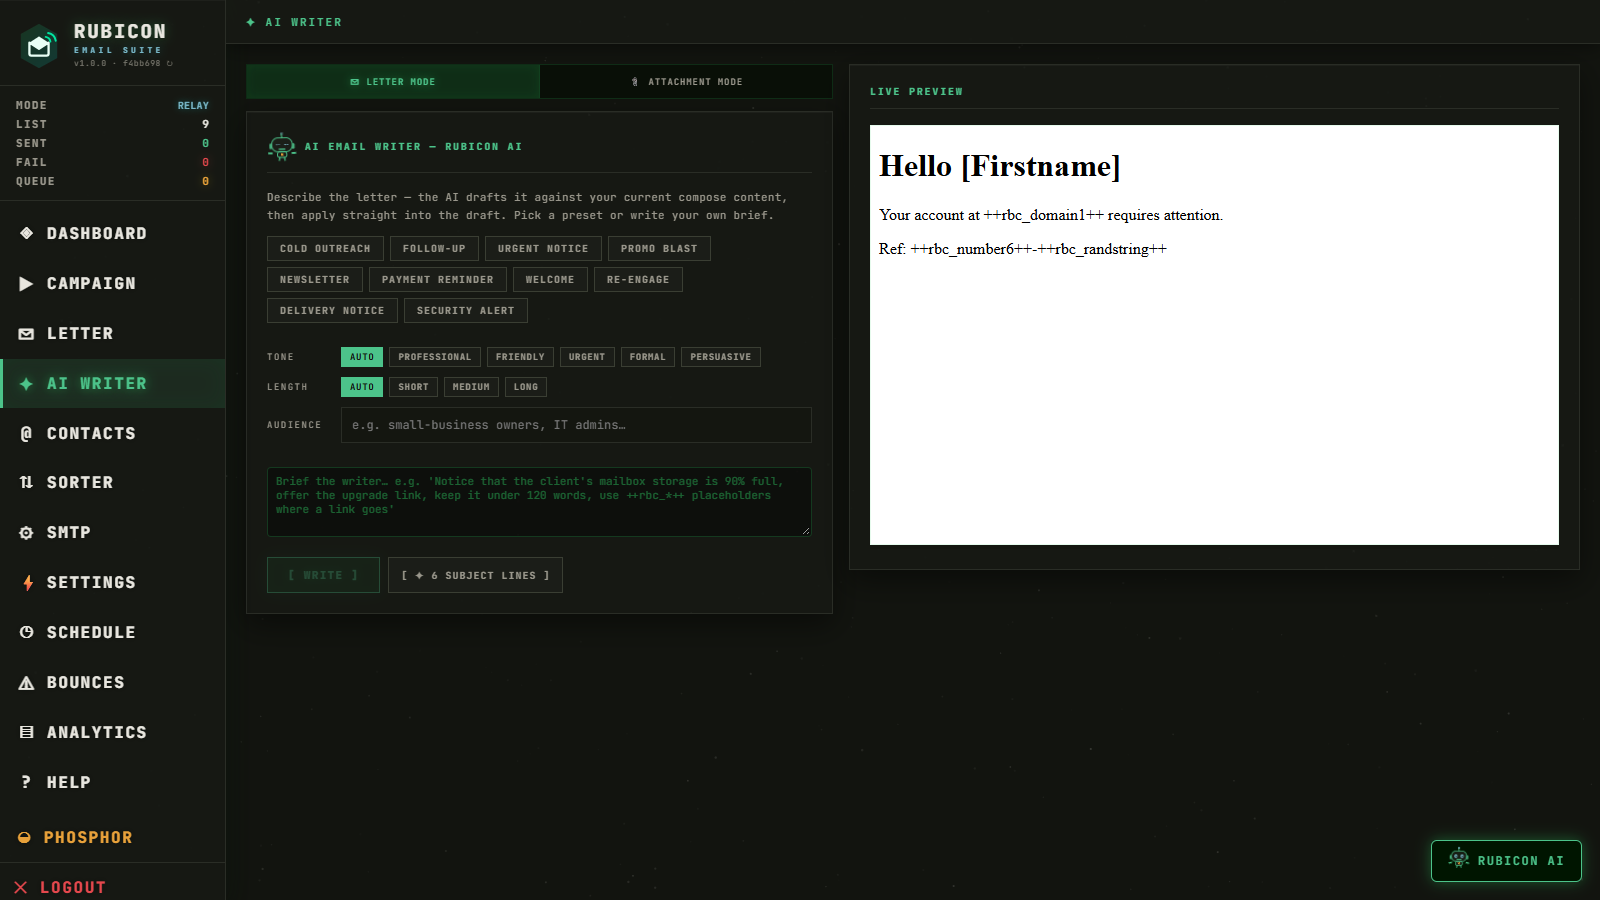 RUBICON
EMAIL SUITE
v1.0.0 · f4bb698 ↻
MODE RELAY
LIST 9
SENT 0
FAIL 0
QUEUE 0
DASHBOARD
CAMPAIGN
LETTER
AI WRITER
CONTACTS
SORTER
SMTP
SETTINGS
SCHEDULE
BOUNCES
ANALYTICS
? HELP
PHOSPHOR
LOGOUT
✦ AI WRITER
LETTER MODE
ATTACHMENT MODE
AI EMAIL WRITER — RUBICON AI
Describe the letter — the AI drafts it against your current compose content,
then apply straight into the draft. Pick a preset or write your own brief.
COLD OUTREACH FOLLOW-UP URGENT NOTICE PROMO BLAST
NEWSLETTER PAYMENT REMINDER WELCOME RE-ENGAGE
DELIVERY NOTICE SECURITY ALERT
TONE AUTO PROFESSIONAL FRIENDLY URGENT FORMAL PERSUASIVE
LENGTH AUTO SHORT MEDIUM LONG
AUDIENCE e.g. small-business owners, IT admins…
Brief the writer… e.g. 'Notice that the client's mailbox storage is 90% full,
offer the upgrade link, keep it under 120 words, use ++rbc_*++ placeholders
where a link goes'
[ WRITE ] [ ✦ 6 SUBJECT LINES ]
LIVE PREVIEW
Hello [Firstname]
Your account at ++rbc_domain1++ requires attention.
Ref: ++rbc_number6++-++rbc_randstring++
RUBICON AI